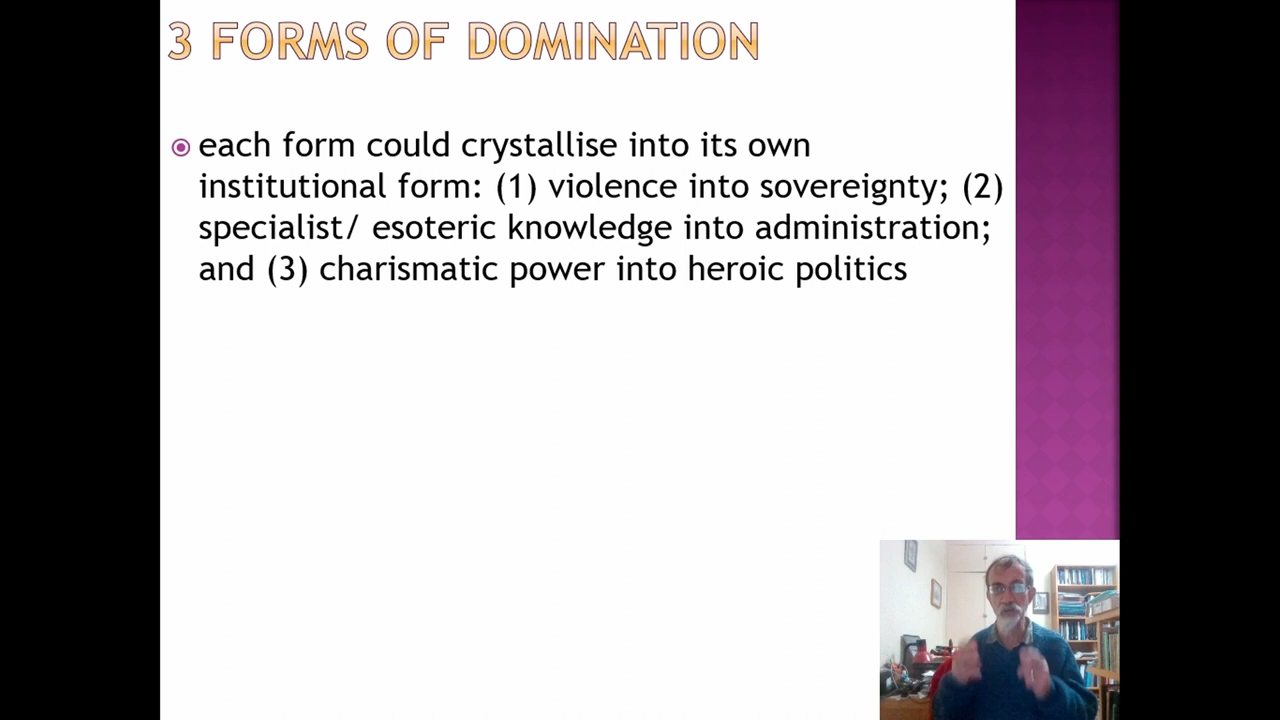 3 FORMS OF DOMINATION
each form could crystallise into its own
institutional form: (1) violence into sovereignty; (2)
specialist/ esoteric knowledge into administration;
and (3) charismatic power into heroic politics